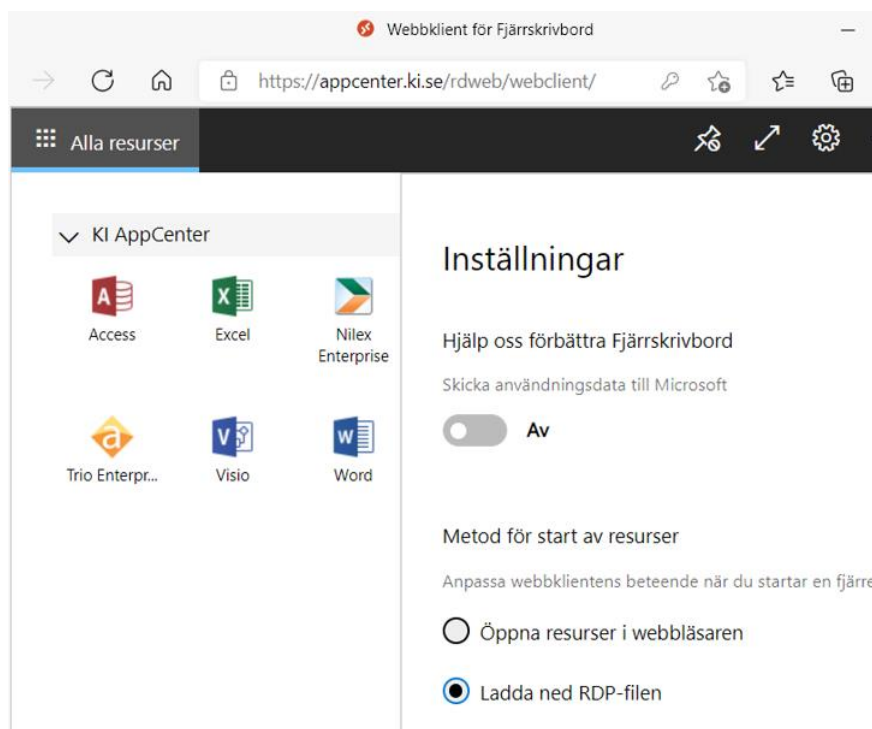 Webbklient för Fjärrskrivbord
https://appcenter.ki.se/rdweb/webclient/
Alla resurser
KI AppCenter
Access
Excel
Nilex
Enterprise
Trio Enterpr...
Visio
Word
Inställningar
Hjälp oss förbättra Fjärrskrivbord
Skicka användningsdata till Microsoft
Av
Metod för start av resurser
Anpassa webbklientens beteende när du startar en fjärre
Öppna resurser i webbläsaren
Ladda ned RDP-filen